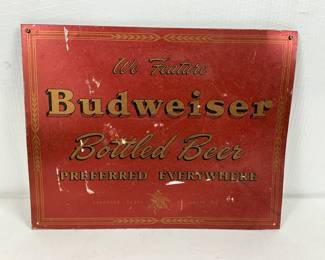 We Feature
Budweiser
Bottled Beer
PREFERRED EVERYWHERE